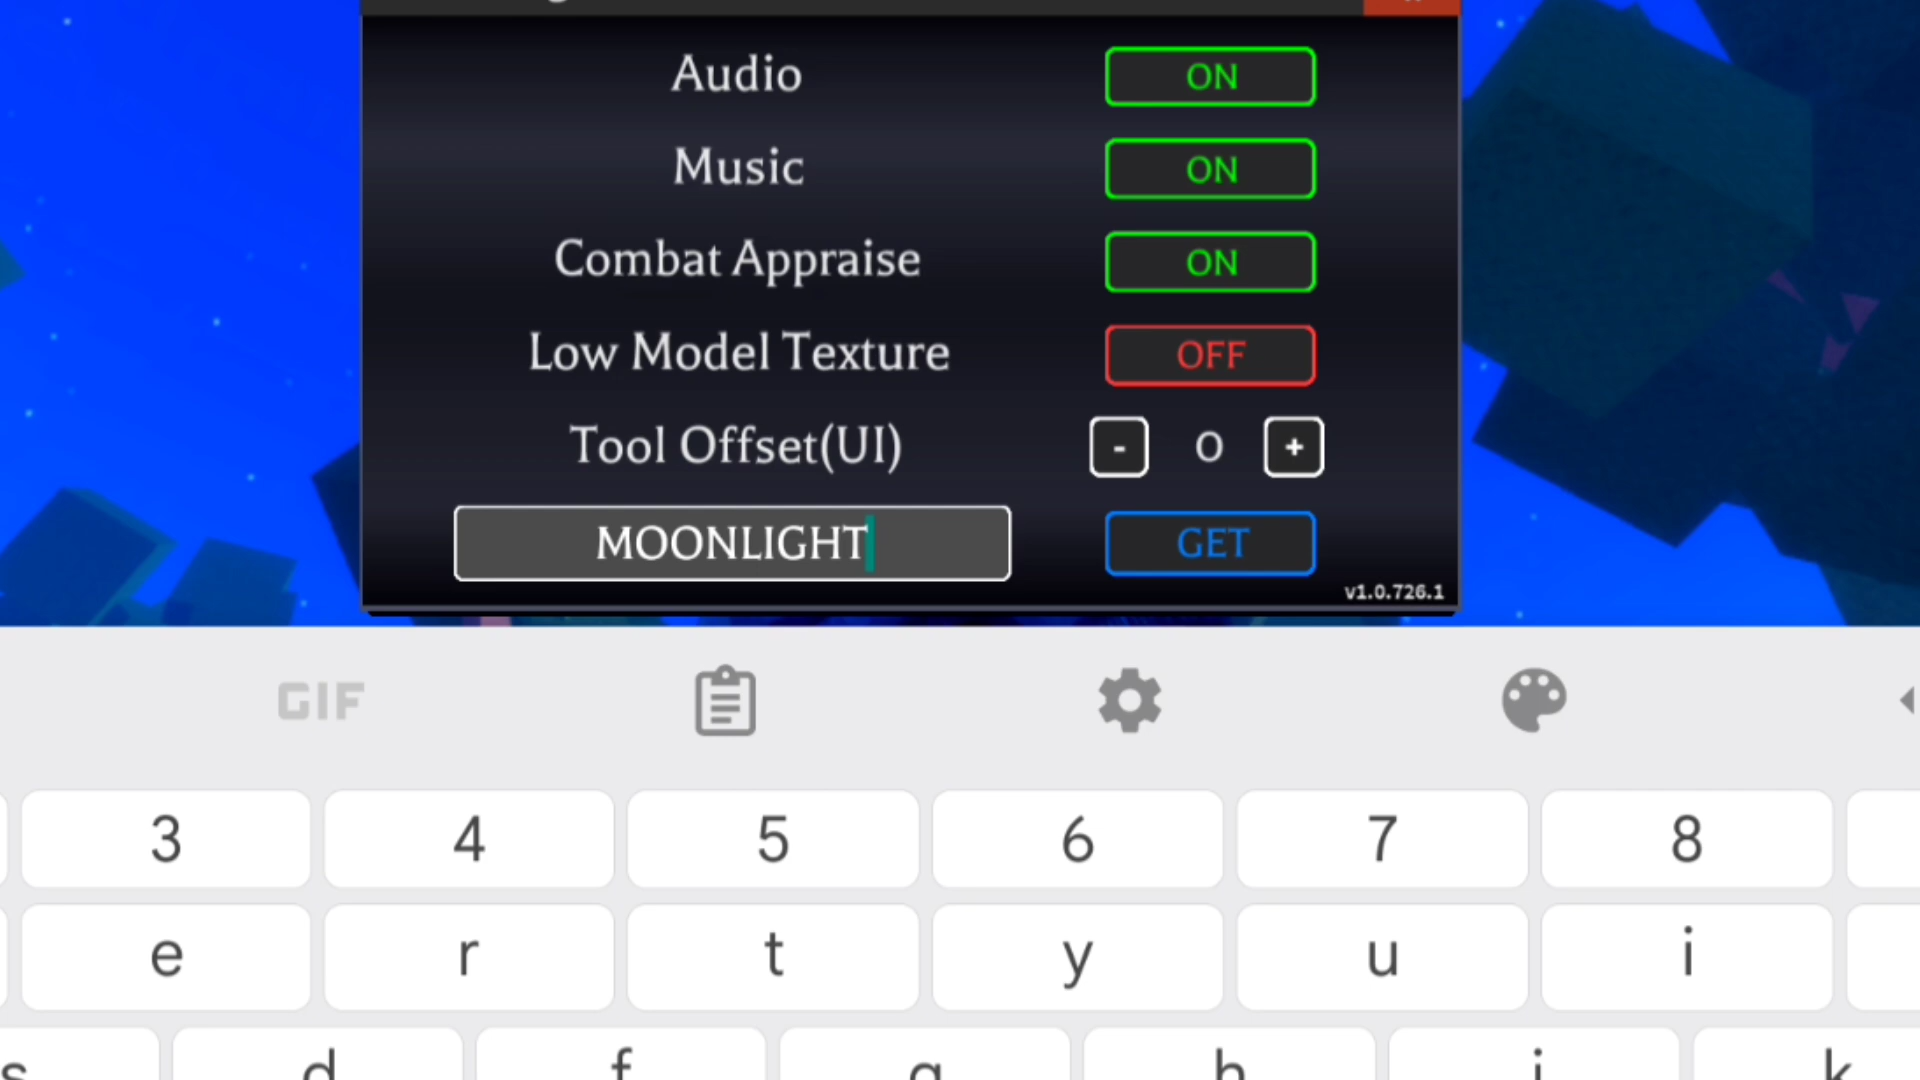 Audio ON
Music ON
Combat Appraise ON
Low Model Texture OFF
Tool Offset(UI) - 0 +
MOONLIGHT GET
v1.0.726.1
GIF
3 4 5 6 7 8
e r t y u i
s d f g h j k